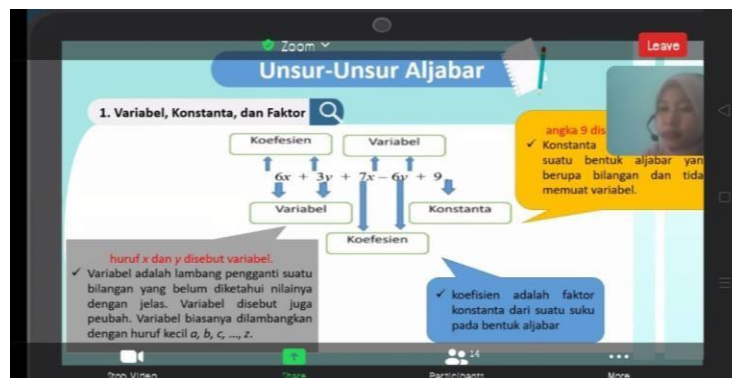 Zoom
Leave
Unsur-Unsur Aljabar
1. Variabel, Konstanta, dan Faktor
Koefesien
Variabel
6x + 3y + 7x – 6y + 9
Variabel
Konstanta
Koefesien
angka 9 dis
✓ Konstanta
suatu bentuk aljabar yan
berupa bilangan dan tida
memuat variabel.
huruf x dan y disebut variabel.
✓ Variabel adalah lambang pengganti suatu
bilangan yang belum diketahui nilainya
dengan jelas. Variabel disebut juga
peubah. Variabel biasanya dilambangkan
dengan huruf kecil a, b, c, ..., z.
✓ koefisien adalah faktor
konstanta dari suatu suku
pada bentuk aljabar
14
Stop Video
Share
Participants
More